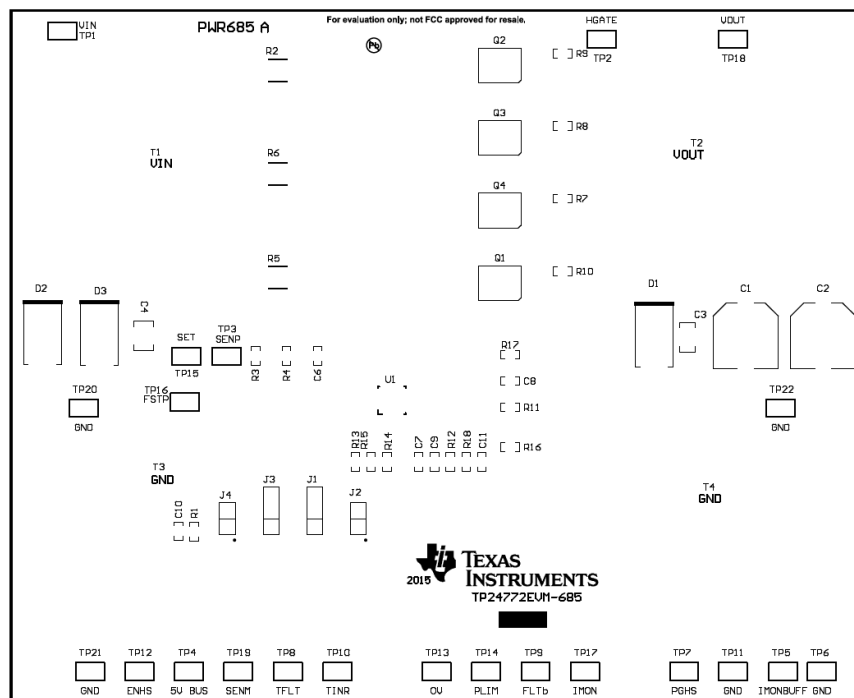 VIN
TP1
PWR685 A
For evaluation only; not FCC approved for resale.
Pb
HGATE
TP2
VOUT
TP18
R2
Q2
R9
Q3
R8
T1
VIN
R6
T2
VOUT
Q4
R7
R5
Q1
R10
D2
D3
C4
D1
C3
C1
C2
SET
TP15
TP3
SENP
R3
R4
C6
R17
U1
C8
TP20
GND
TP16
FSTP
R11
TP22
GND
R13
R15
R14
C7
C9
R12
R18
C11
R16
T3
GND
T4
GND
C10
R1
J4
J3
J1
J2
2015
TEXAS
INSTRUMENTS
TP24772EVM-685
TP21
TP12
TP4
TP19
TP8
TP10
TP13
TP14
TP9
TP17
TP7
TP11
TP5
TP6
GND
ENHS
5V BUS
SENM
TFLT
TINR
OV
PLIM
FLTb
IMON
PGHS
GND
IMONBUFF
GND